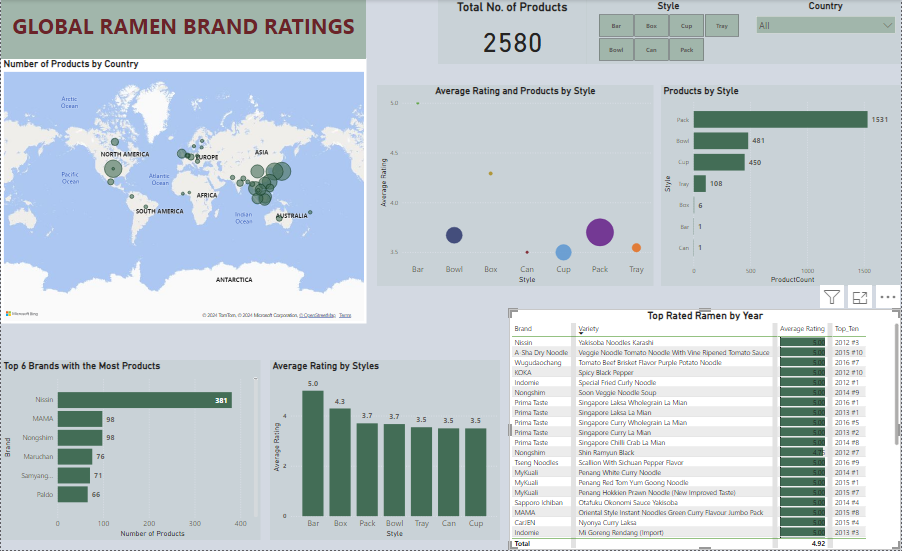 GLOBAL RAMEN BRAND RATINGS
Total No. of Products
2580
Style
Bar Box Cup Tray
Bowl Can Pack
Country
All
Number of Products by Country
Arctic
Ocean
NORTH AMERICA
EUROPE
ASIA
Pacific
Ocean
Atlantic
Ocean
AFRICA
SOUTH AMERICA
Indian
Ocean
AUSTRALIA
ANTARCTICA
Microsoft Bing
© 2024 TomTom, © 2024 Microsoft Corporation, © OpenStreetMap Terms
Average Rating and Products by Style
Average Rating
5.0
4.5
4.0
3.5
Bar Bowl Box Can Cup Pack Tray
Style
Products by Style
Style
Pack 1531
Bowl 481
Cup 450
Tray 108
Box 6
Bar 1
Can 1
0 500 1000 1500
ProductCount
Top 6 Brands with the Most Products
Brand
Nissin 381
MAMA 98
Nongshim 98
Maruchan 76
Samyang... 71
Paldo 66
0 100 200 300 400
Number of Products
Average Rating by Styles
Average Rating
5.0 4.3 3.7 3.7 3.5 3.5 3.5
4
2
0
Bar Box Pack Bowl Tray Can Cup
Style
Top Rated Ramen by Year
Brand Variety Average Rating Top_Ten
Nissin Yakisoba Noodles Karashi 5.00 2012 #3
A-Sha Dry Noodle Veggie Noodle Tomato Noodle With Vine Ripened Tomato Sauce 5.00 2015 #10
Wugudaochang Tomato Beef Brisket Flavor Purple Potato Noodle 5.00 2016 #7
KOKA Spicy Black Pepper 5.00 2012 #10
Indomie Special Fried Curly Noodle 5.00 2012 #1
Nongshim Soon Veggie Noodle Soup 5.00 2014 #9
Prima Taste Singapore Laksa Wholegrain La Mian 5.00 2016 #1
Prima Taste Singapore Laksa La Mian 5.00 2013 #1
Prima Taste Singapore Curry Wholegrain La Mian 5.00 2016 #5
Prima Taste Singapore Curry La Mian 5.00 2013 #2
Prima Taste Singapore Chilli Crab La Mian 5.00 2014 #8
Nongshim Shin Ramyun Black 4.75 2012 #7
Tseng Noodles Scallion With Sichuan Pepper Flavor 5.00 2016 #9
MyKuali Penang White Curry Noodle 5.00 2014 #1
MyKuali Penang Red Tom Yum Goong Noodle 5.00 2015 #1
MyKuali Penang Hokkien Prawn Noodle (New Improved Taste) 5.00 2015 #7
Sapporo Ichiban Otafuku Okonomi Sauce Yakisoba 5.00 2014 #4
MAMA Oriental Style Instant Noodles Green Curry Flavour Jumbo Pack 5.00 2015 #8
CarJEN Nyonya Curry Laksa 5.00 2015 #4
Indomie Mi Goreng Rendang (Import) 5.00 2013 #3
Total 4.92